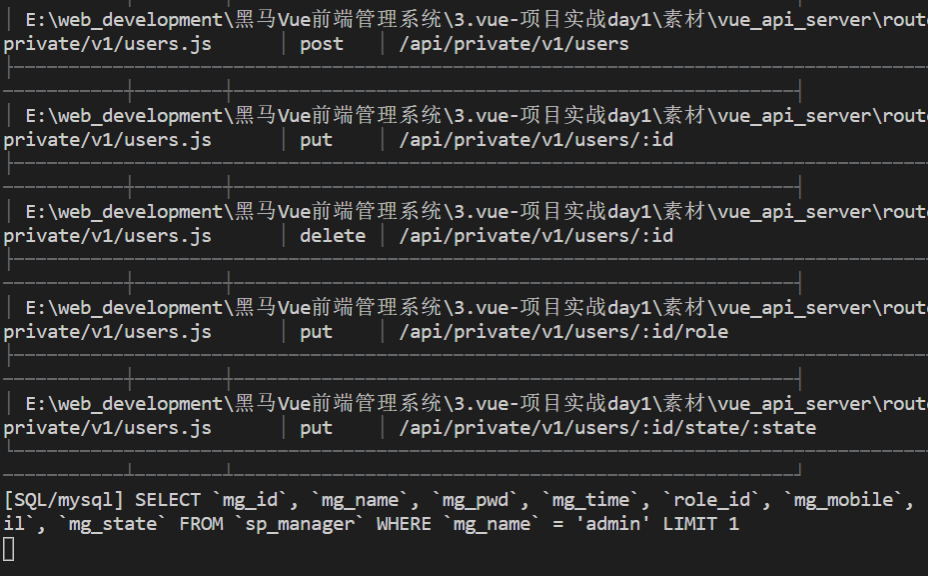 E:\web_development\黑马Vue前端管理系统\3.vue-项目实战day1\素材\vue_api_server\rout
private/v1/users.js │ post │ /api/private/v1/users
E:\web_development\黑马Vue前端管理系统\3.vue-项目实战day1\素材\vue_api_server\rout
private/v1/users.js │ put │ /api/private/v1/users/:id
E:\web_development\黑马Vue前端管理系统\3.vue-项目实战day1\素材\vue_api_server\rout
private/v1/users.js │ delete │ /api/private/v1/users/:id
E:\web_development\黑马Vue前端管理系统\3.vue-项目实战day1\素材\vue_api_server\rout
private/v1/users.js │ put │ /api/private/v1/users/:id/role
E:\web_development\黑马Vue前端管理系统\3.vue-项目实战day1\素材\vue_api_server\rout
private/v1/users.js │ put │ /api/private/v1/users/:id/state/:state
[SQL/mysql] SELECT `mg_id`, `mg_name`, `mg_pwd`, `mg_time`, `role_id`, `mg_mobile`,
il`, `mg_state` FROM `sp_manager` WHERE `mg_name` = 'admin' LIMIT 1